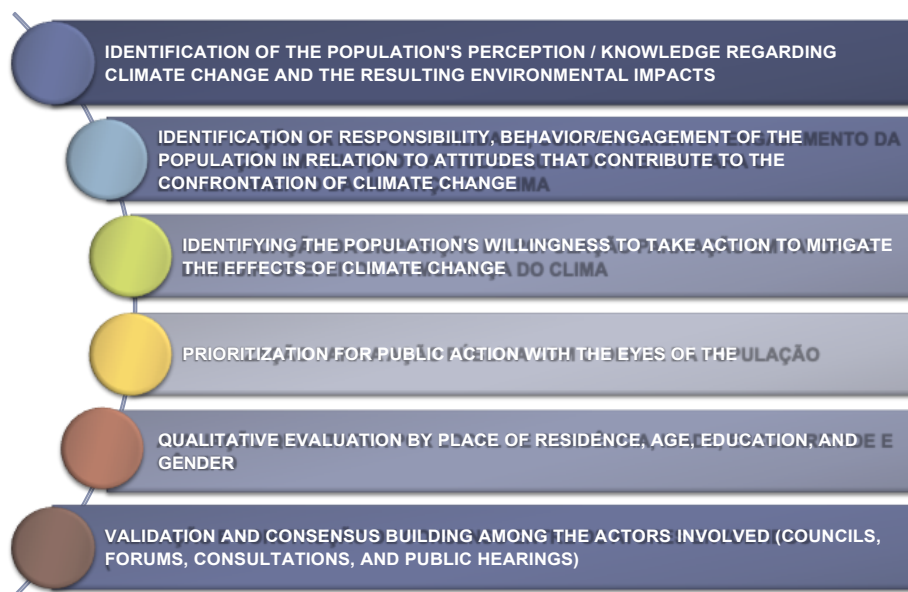 IDENTIFICATION OF THE POPULATION'S PERCEPTION / KNOWLEDGE REGARDING
CLIMATE CHANGE AND THE RESULTING ENVIRONMENTAL IMPACTS
IDENTIFICATION OF RESPONSIBILITY, BEHAVIOR/ENGAGEMENT OF THE
POPULATION IN RELATION TO ATTITUDES THAT CONTRIBUTE TO THE
CONFRONTATION OF CLIMATE CHANGE
IDENTIFYING THE POPULATION'S WILLINGNESS TO TAKE ACTION TO MITIGATE
THE EFFECTS OF CLIMATE CHANGE
PRIORITIZATION FOR PUBLIC ACTION WITH THE EYES OF THE
QUALITATIVE EVALUATION BY PLACE OF RESIDENCE, AGE, EDUCATION, AND
GENDER
VALIDATION AND CONSENSUS BUILDING AMONG THE ACTORS INVOLVED (COUNCILS,
FORUMS, CONSULTATIONS, AND PUBLIC HEARINGS)